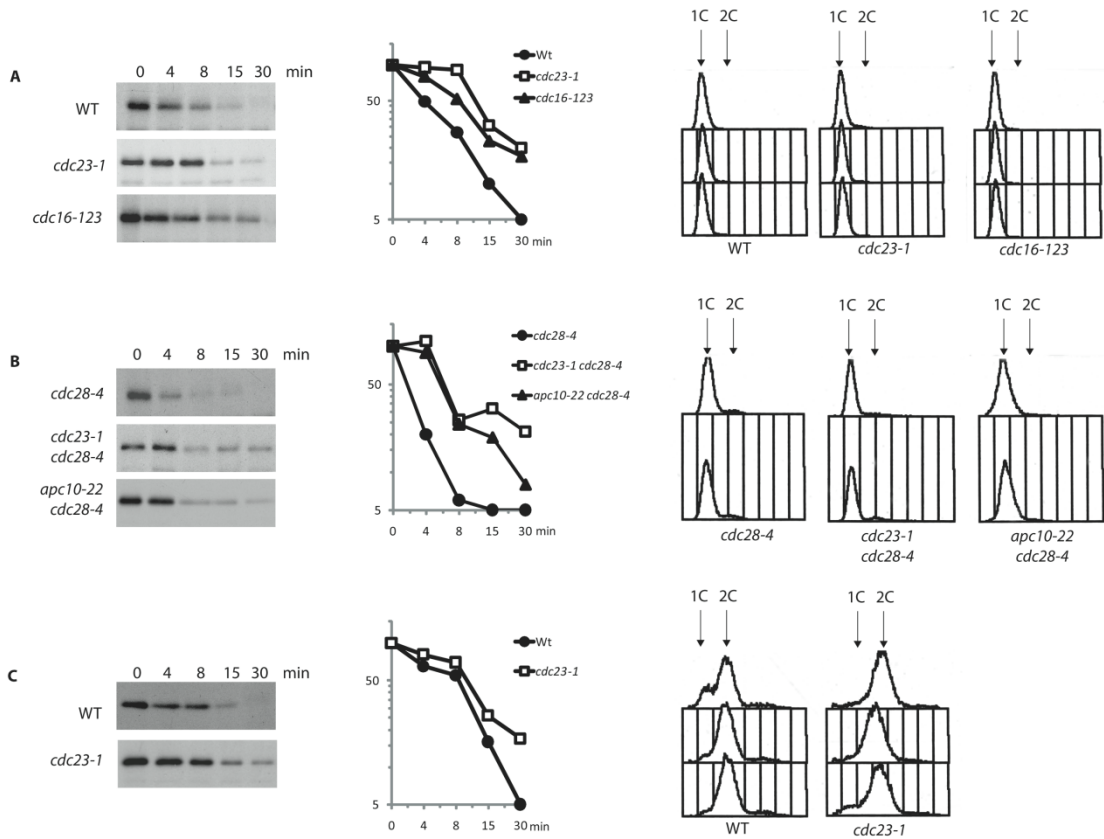 A
0 4 8 15 30 min
WT
cdc23-1
cdc16-123
50
5
0 4 8 15 30 min
Wt
cdc23-1
cdc16-123
1C 2C 1C 2C 1C 2C
WT cdc23-1 cdc16-123
B
0 4 8 15 30 min
cdc28-4
cdc23-1
cdc28-4
apc10-22
cdc28-4
50
5
0 4 8 15 30 min
cdc28-4
cdc23-1 cdc28-4
apc10-22 cdc28-4
1C 2C 1C 2C 1C 2C
cdc28-4 cdc23-1 apc10-22
cdc28-4 cdc28-4
C
0 4 8 15 30 min
WT
cdc23-1
50
5
0 4 8 15 30 min
Wt
cdc23-1
1C 2C 1C 2C
WT cdc23-1